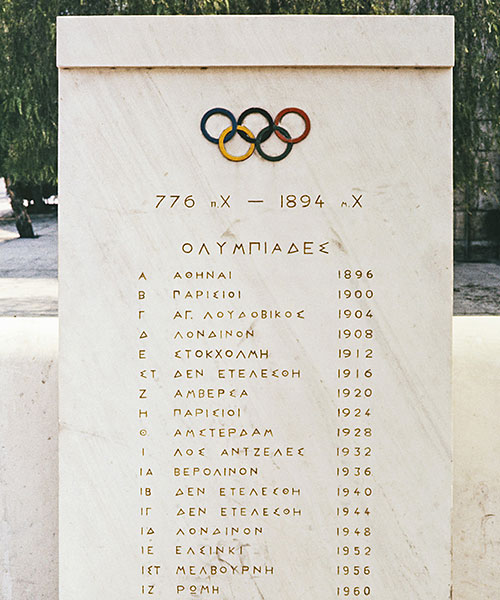 776 π.Χ — 1894 μ.Χ
ΟΛΥΜΠΙΑΔΕΣ
Α ΑΘΗΝΑΙ 1896
Β ΠΑΡΙΣΙΟΙ 1900
Γ ΑΓ. ΛΟΥΔΟΒΙΚΟΣ 1904
Δ ΛΟΝΔΙΝΟΝ 1908
Ε ΣΤΟΚΧΟΛΜΗ 1912
ΣΤ ΔΕΝ ΕΤΕΛΕΣΘΗ 1916
Ζ ΑΜΒΕΡΣΑ 1920
Η ΠΑΡΙΣΙΟΙ 1924
Θ ΑΜΣΤΕΡΔΑΜ 1928
Ι ΛΟΣ ΑΝΤΖΕΛΕΣ 1932
ΙΑ ΒΕΡΟΛΙΝΟΝ 1936
ΙΒ ΔΕΝ ΕΤΕΛΕΣΘΗ 1940
ΙΓ ΔΕΝ ΕΤΕΛΕΣΘΗ 1944
ΙΔ ΛΟΝΔΙΝΟΝ 1948
ΙΕ ΕΛΣΙΝΚΙ 1952
ΙΣΤ ΜΕΛΒΟΥΡΝΗ 1956
ΙΖ ΡΩΜΗ 1960